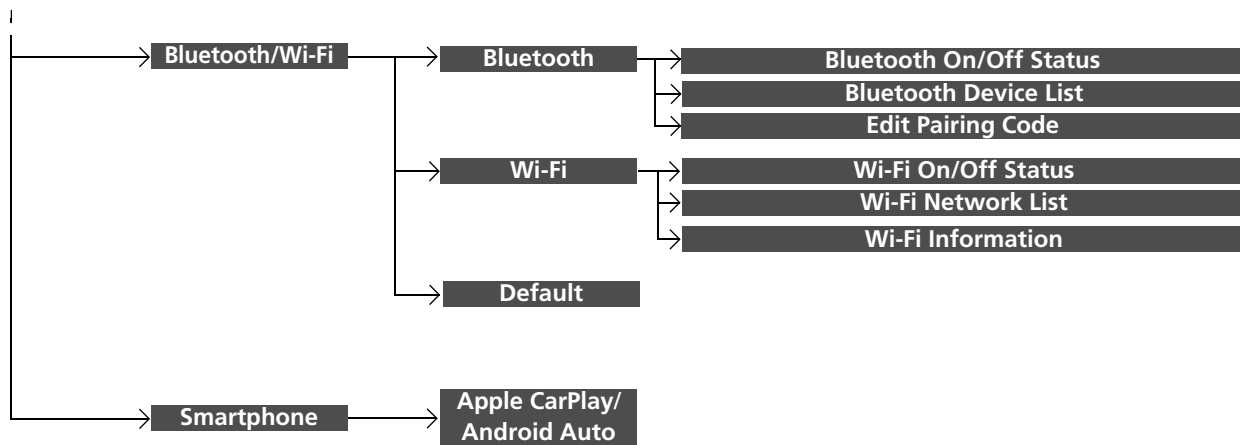 Bluetooth/Wi-Fi
Bluetooth
Bluetooth On/Off Status
Bluetooth Device List
Edit Pairing Code
Wi-Fi
Wi-Fi On/Off Status
Wi-Fi Network List
Wi-Fi Information
Default
Smartphone
Apple CarPlay/
Android Auto